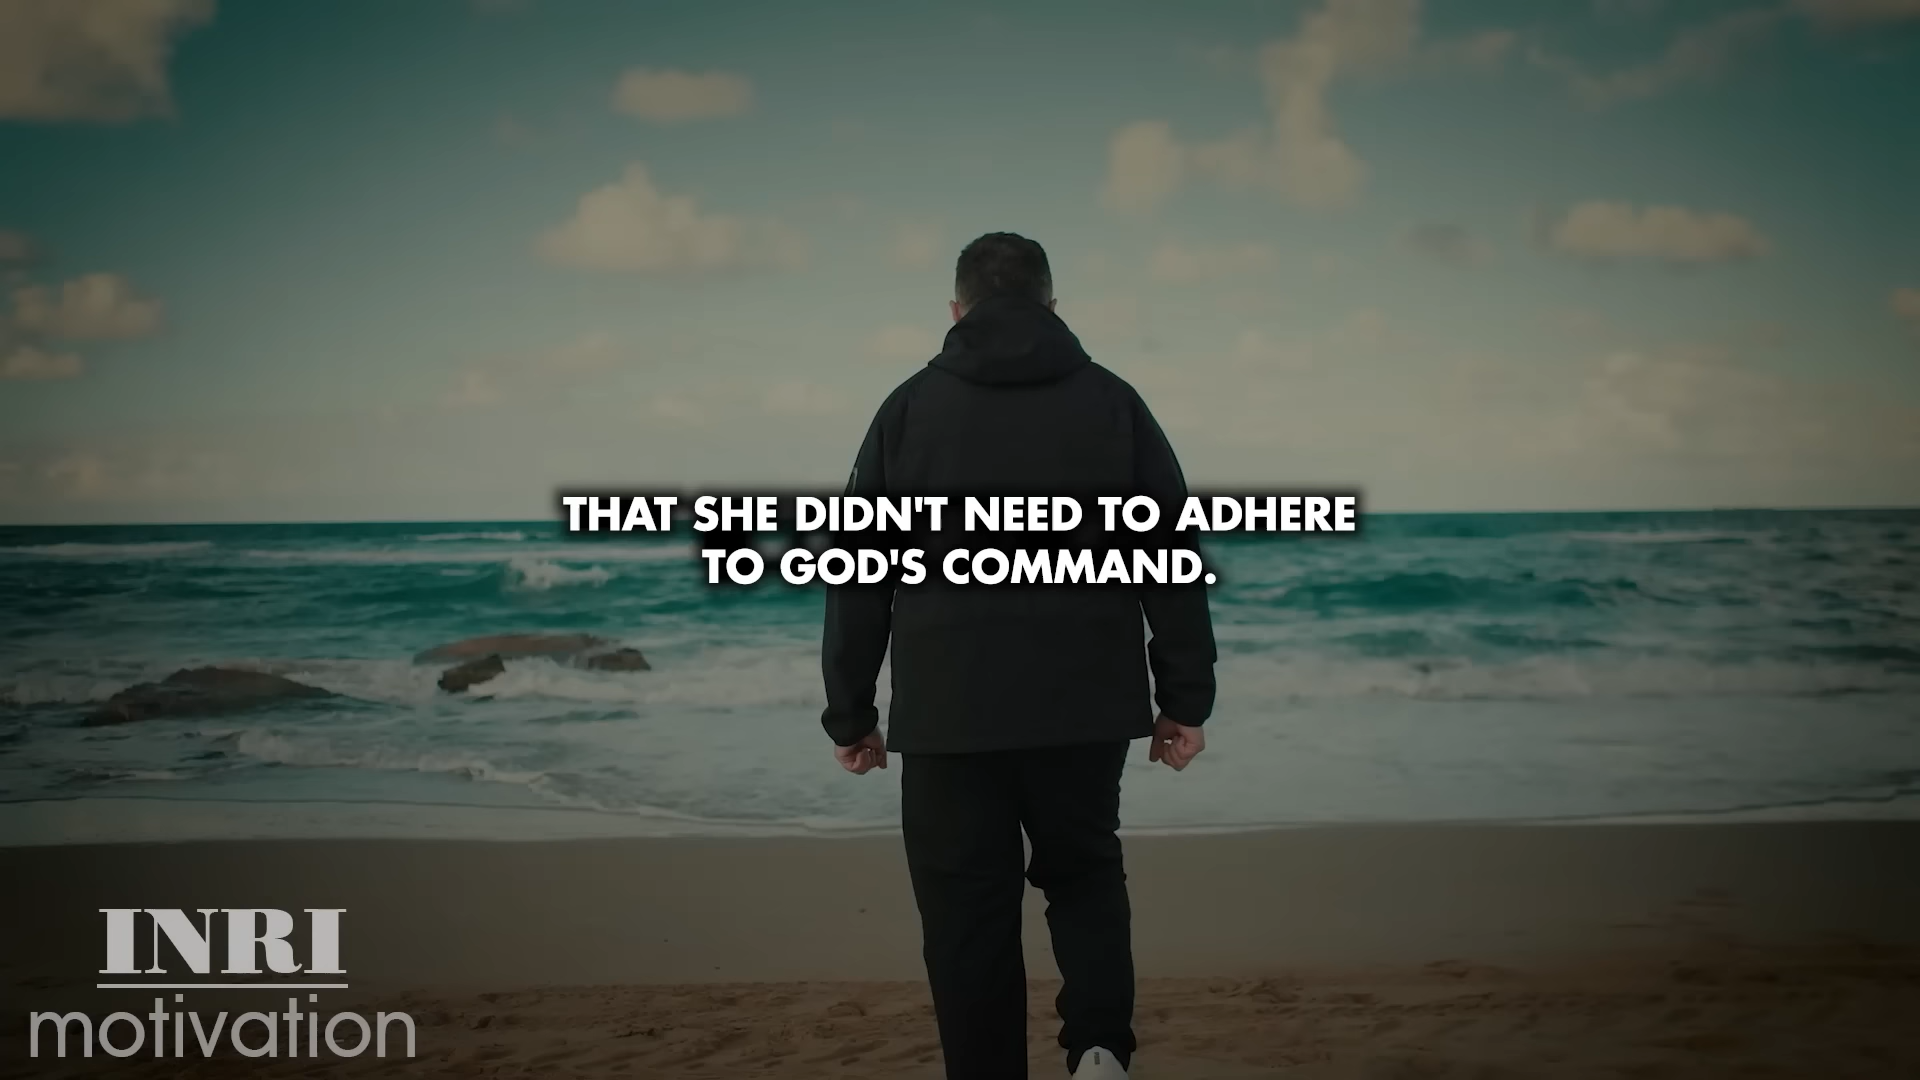 THAT SHE DIDN'T NEED TO ADHERE
TO GOD'S COMMAND.
INRI
motivation